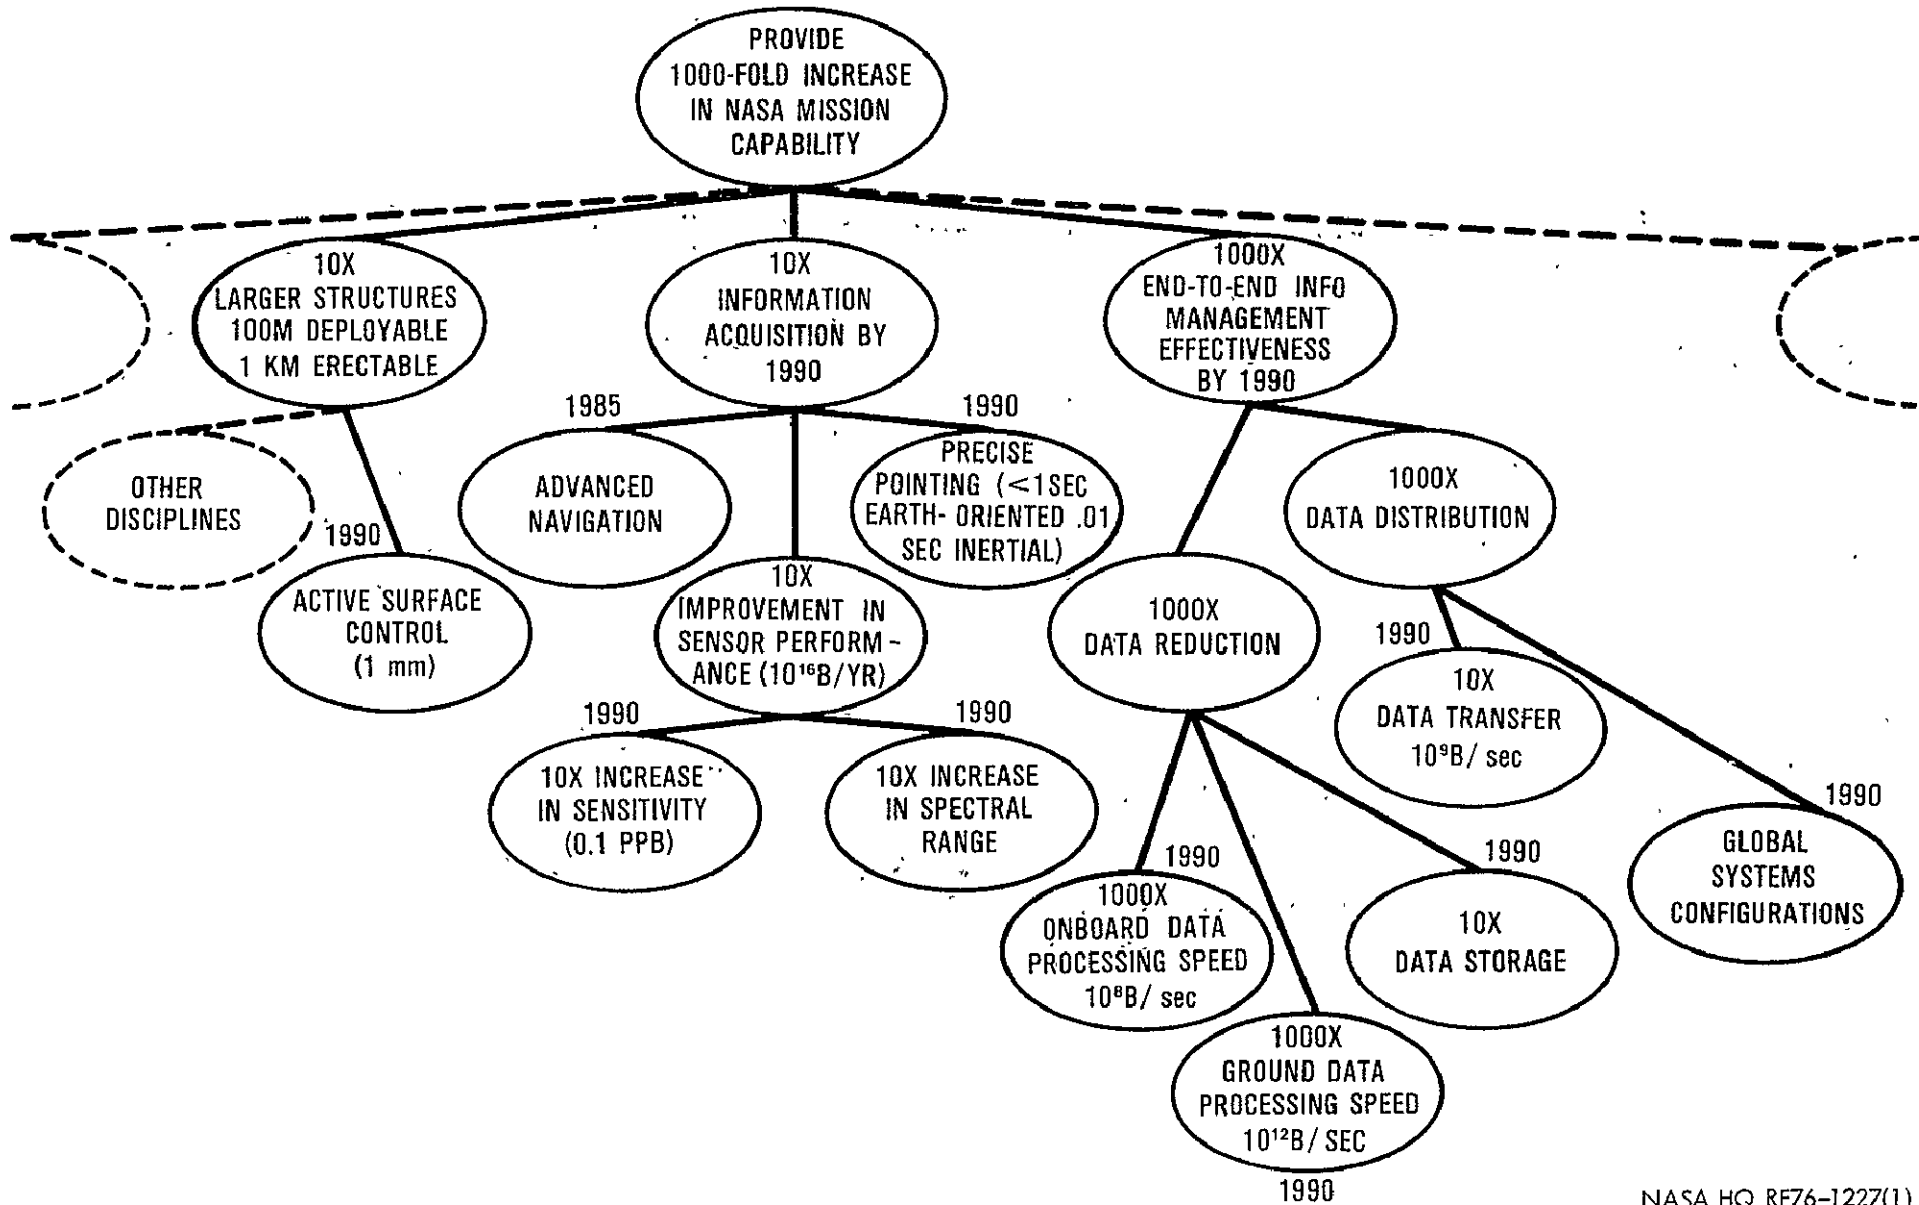 PROVIDE
1000-FOLD INCREASE
IN NASA MISSION
CAPABILITY
10X
LARGER STRUCTURES
100M DEPLOYABLE
1 KM ERECTABLE
10X
INFORMATION
ACQUISITION BY
1990
1000X
END-TO-END INFO
MANAGEMENT
EFFECTIVENESS
BY 1990
OTHER
DISCIPLINES
1990
ACTIVE SURFACE
CONTROL
(1 mm)
1985
ADVANCED
NAVIGATION
1990
PRECISE
POINTING (<1SEC
EARTH- ORIENTED .01
SEC INERTIAL)
10X
IMPROVEMENT IN
SENSOR PERFORM-
ANCE (10¹⁶B/YR)
1990
10X INCREASE
IN SENSITIVITY
(0.1 PPB)
1990
10X INCREASE
IN SPECTRAL
RANGE
1000X
DATA REDUCTION
1000X
DATA DISTRIBUTION
1990
10X
DATA TRANSFER
10⁹B/ sec
1990
GLOBAL
SYSTEMS
CONFIGURATIONS
1990
1000X
ONBOARD DATA
PROCESSING SPEED
10⁸B/ sec
1990
10X
DATA STORAGE
1000X
GROUND DATA
PROCESSING SPEED
10¹²B/ SEC
1990
NASA HQ RF76-1227(1)